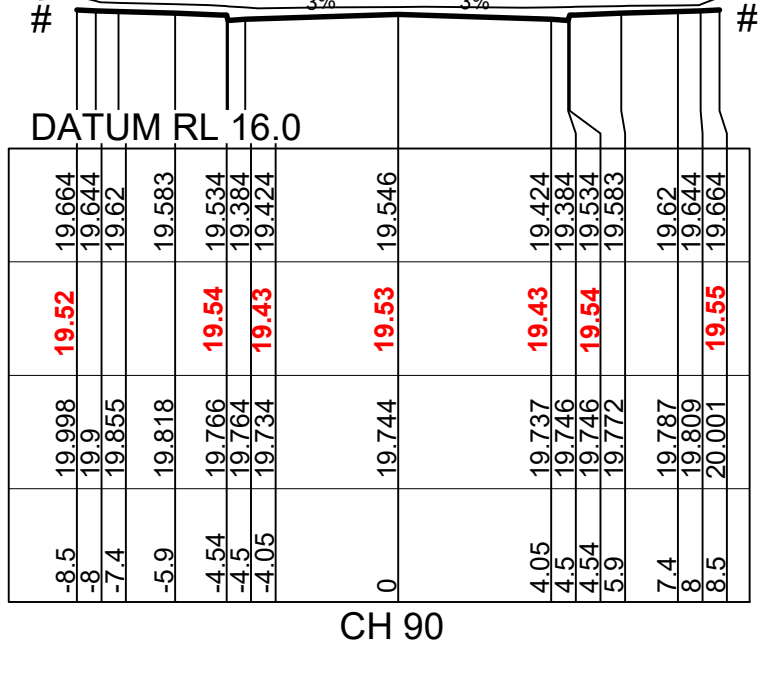 3% 3%
# #
DATUM RL 16.0
19.664 19.644 19.62 19.583 19.534 19.384 19.424 19.546 19.424 19.384 19.534 19.583 19.62 19.644 19.664
19.52 19.54 19.43 19.53 19.43 19.54 19.55
19.998 19.9 19.855 19.818 19.766 19.764 19.734 19.744 19.737 19.746 19.746 19.772 19.787 19.809 20.001
-8.5 -8 -7.4 -5.9 -4.54 -4.5 -4.05 0 4.05 4.5 4.54 5.9 7.4 8 8.5
CH 90